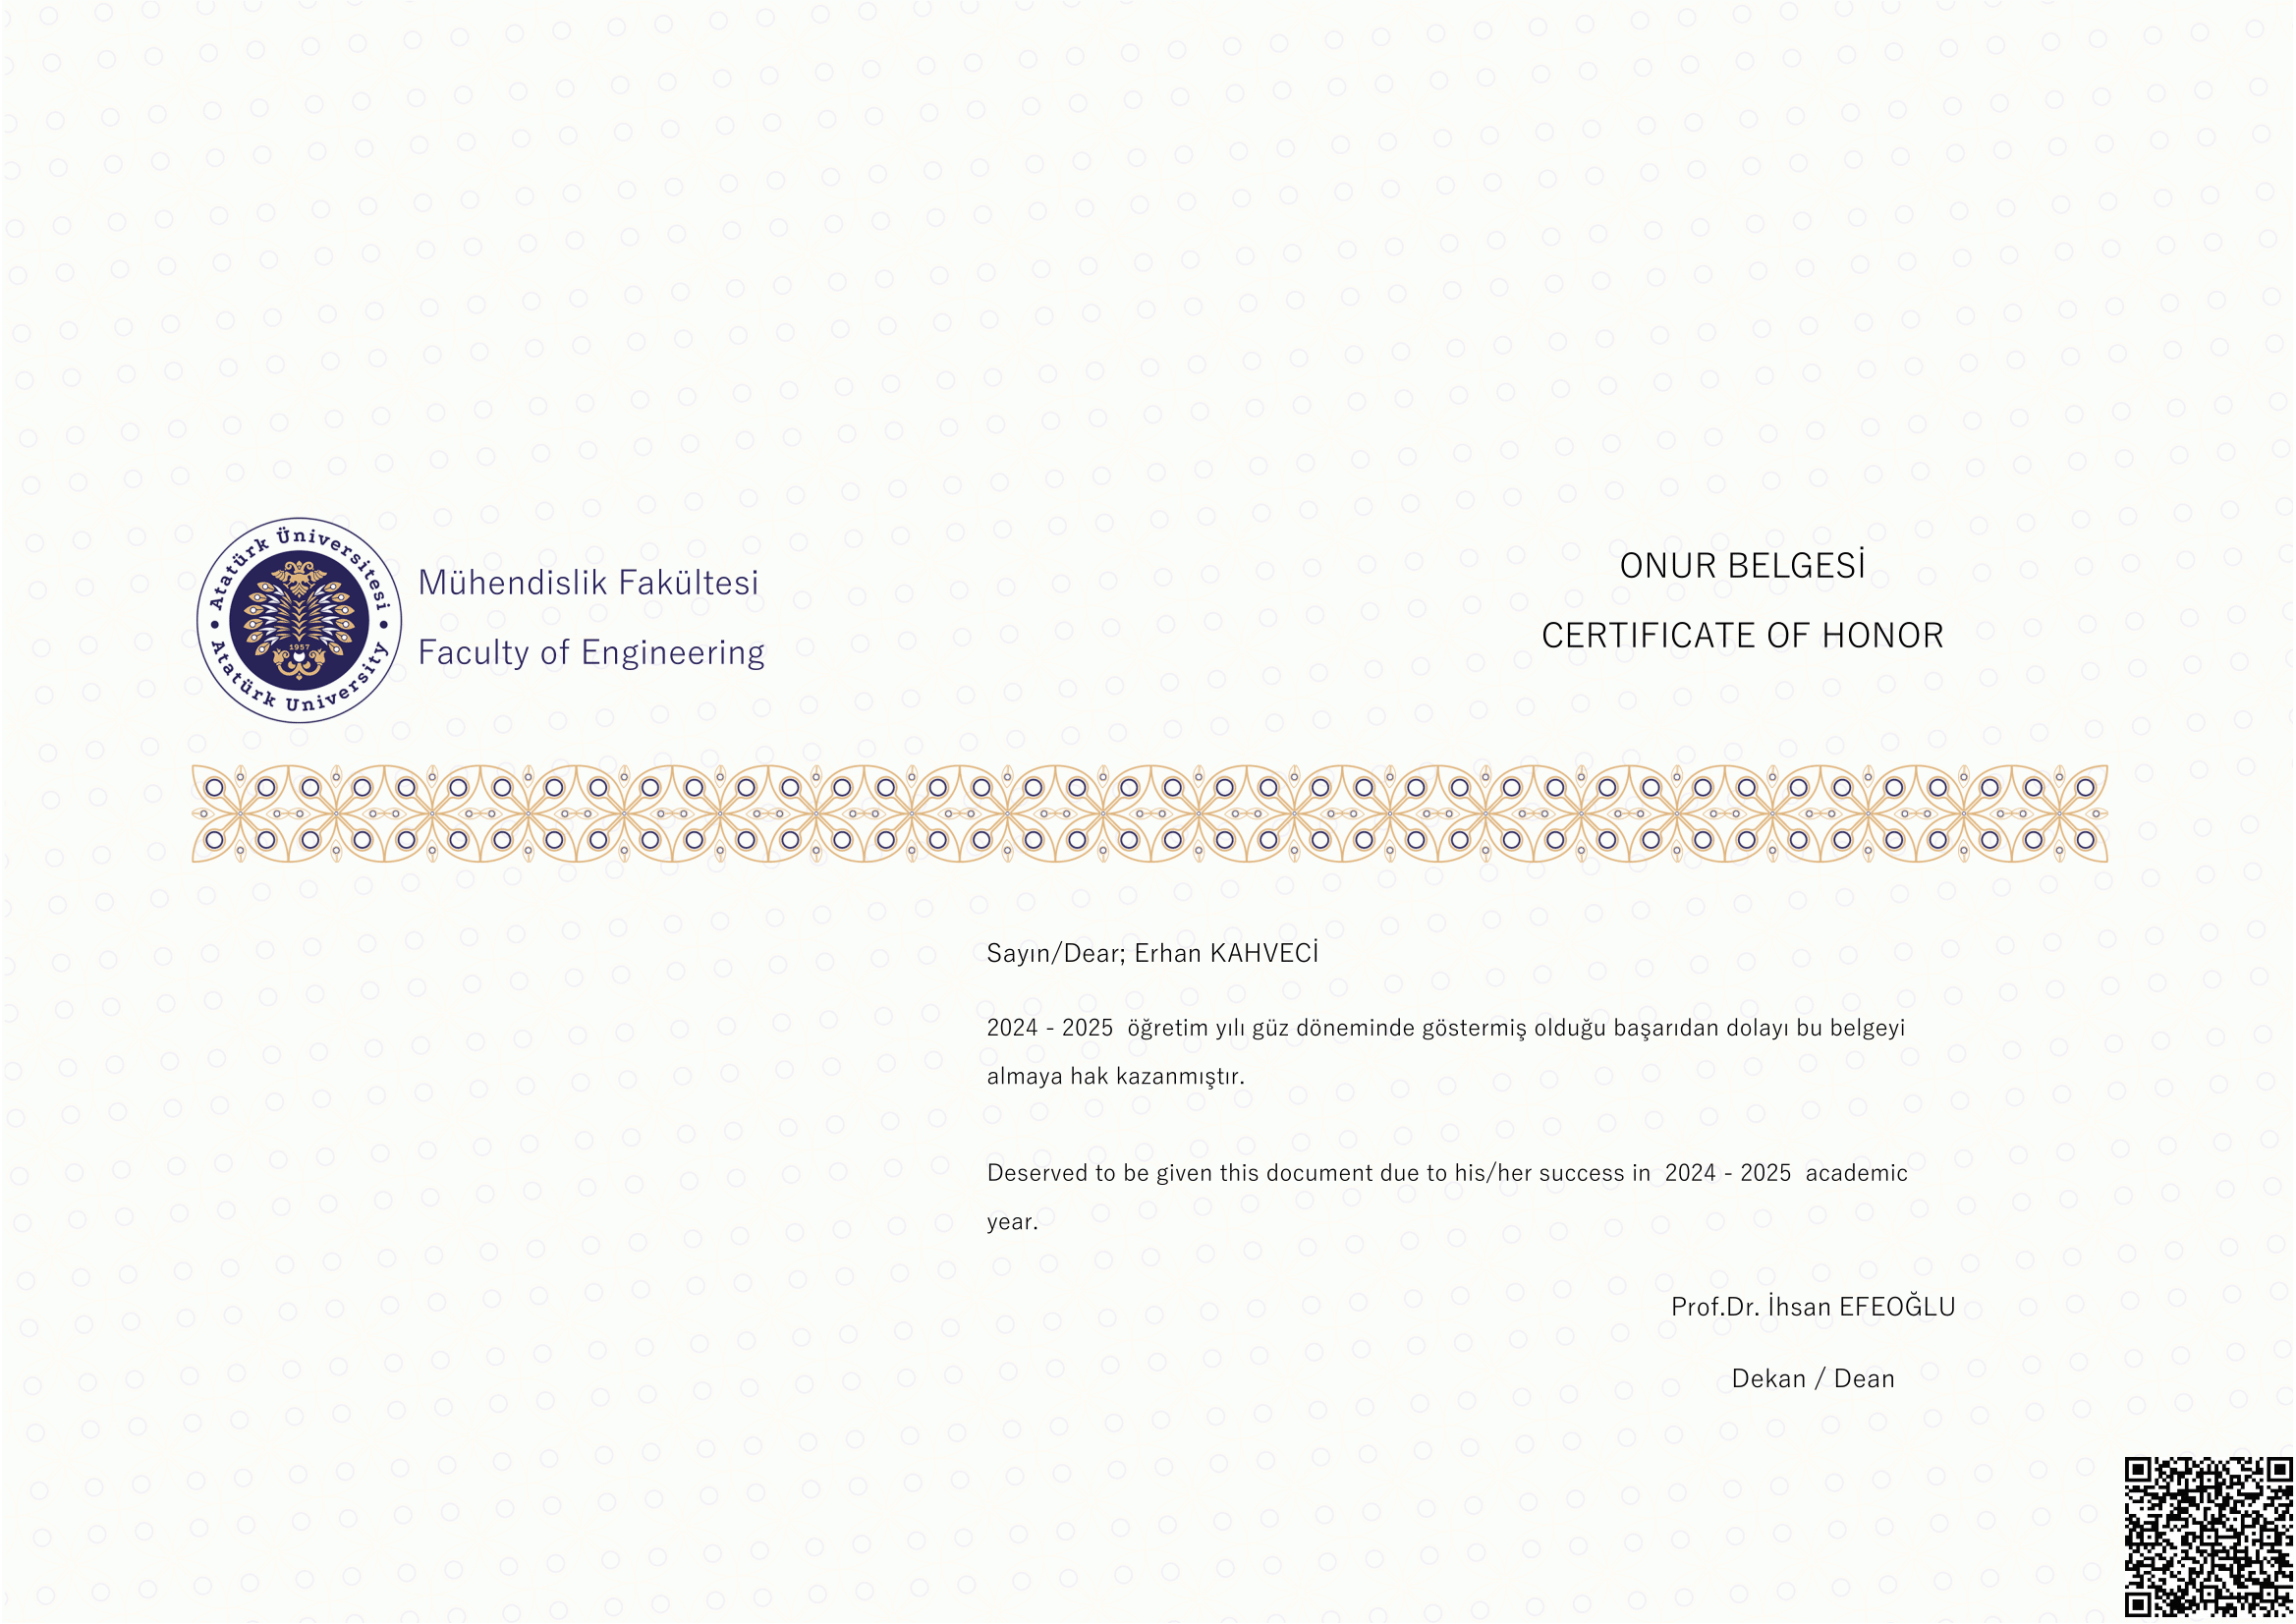 Atatürk Üniversitesi
1957
Atatürk University
Mühendislik Fakültesi
Faculty of Engineering
ONUR BELGESİ
CERTIFICATE OF HONOR
Sayın/Dear; Erhan KAHVECİ
2024 - 2025  öğretim yılı güz döneminde göstermiş olduğu başarıdan dolayı bu belgeyi
almaya hak kazanmıştır.
Deserved to be given this document due to his/her success in  2024 - 2025  academic
year.
Prof.Dr. İhsan EFEOĞLU
Dekan / Dean